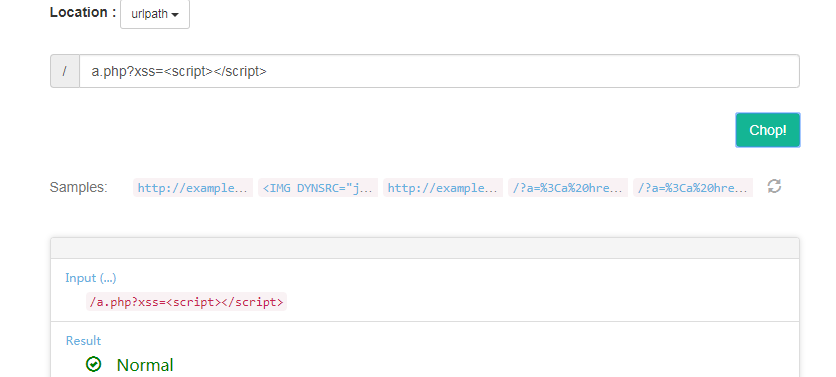 Location : urlpath
/ a.php?xss=<script></script>
Chop!
Samples: http://example... <IMG DYNSRC="j... http://example... /?a=%3Ca%20hre... /?a=%3Ca%20hre...
Input (...)
/a.php?xss=<script></script>
Result
Normal